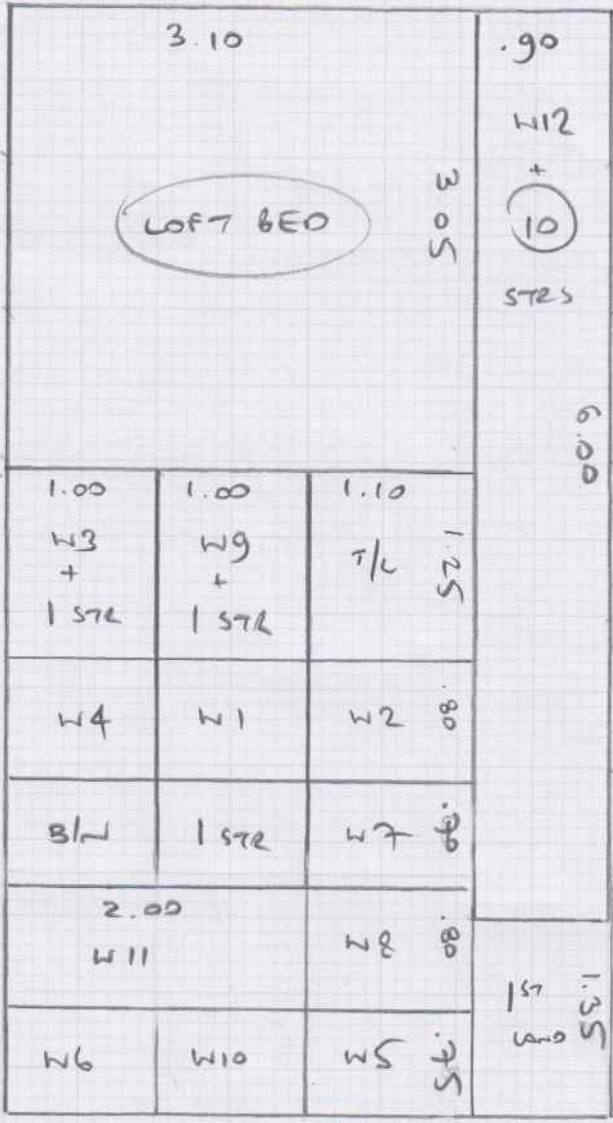 3.10
LOFT BED
3.05
.90
W12
+
10
STRS
6.00
1.00
W3
+
1 STR
1.00
W9
+
1 STR
1.10
T/L
1.25
W4
W1
W2
.80
B/L
1 STR
W7
2.00
W11
W8
.80
W6
W10
W5
.75
1ST
LAND
1.35